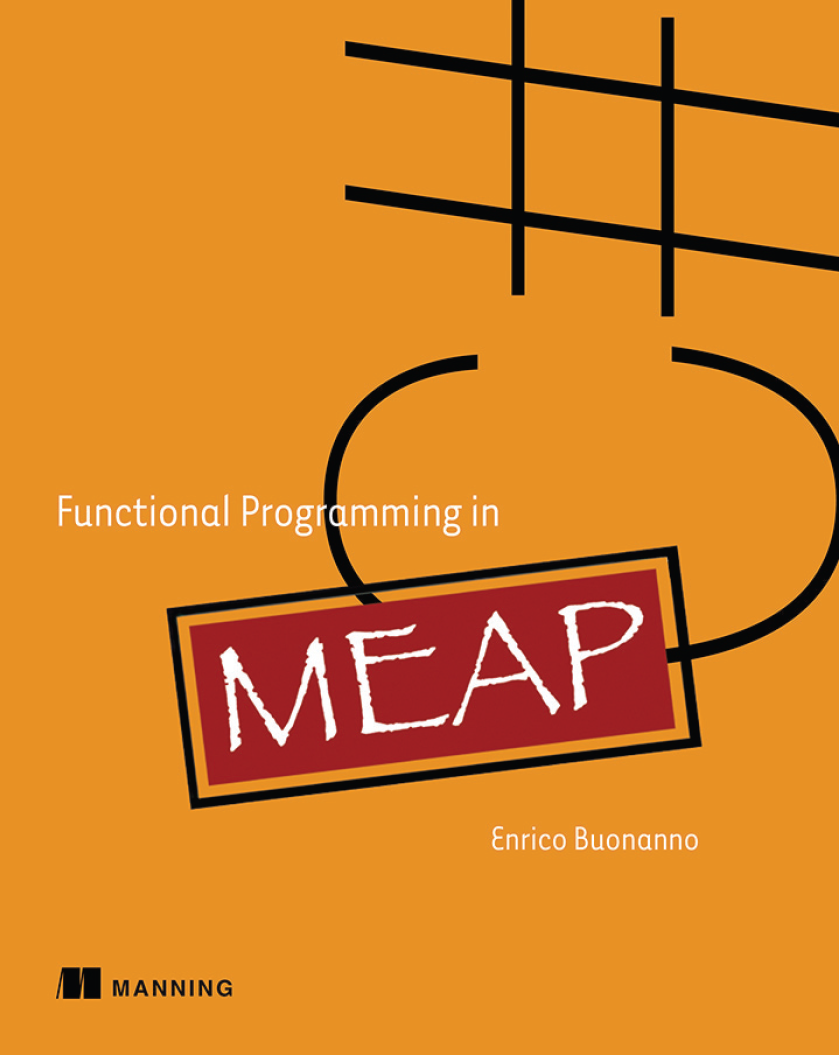 Functional Programming in
MEAP
Enrico Buonanno
MANNING